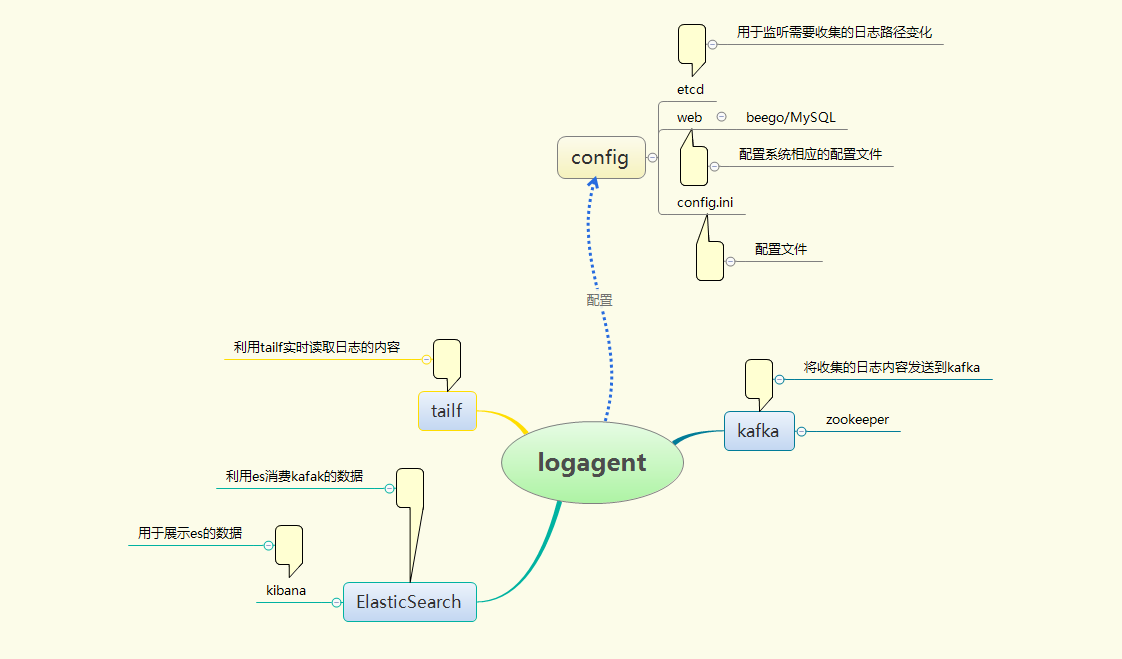 用于监听需要收集的日志路径变化
etcd
web
beego/MySQL
配置系统相应的配置文件
config
config.ini
配置文件
配置
利用tailf实时读取日志的内容
tailf
将收集的日志内容发送到kafka
kafka
zookeeper
logagent
利用es消费kafak的数据
用于展示es的数据
kibana
ElasticSearch